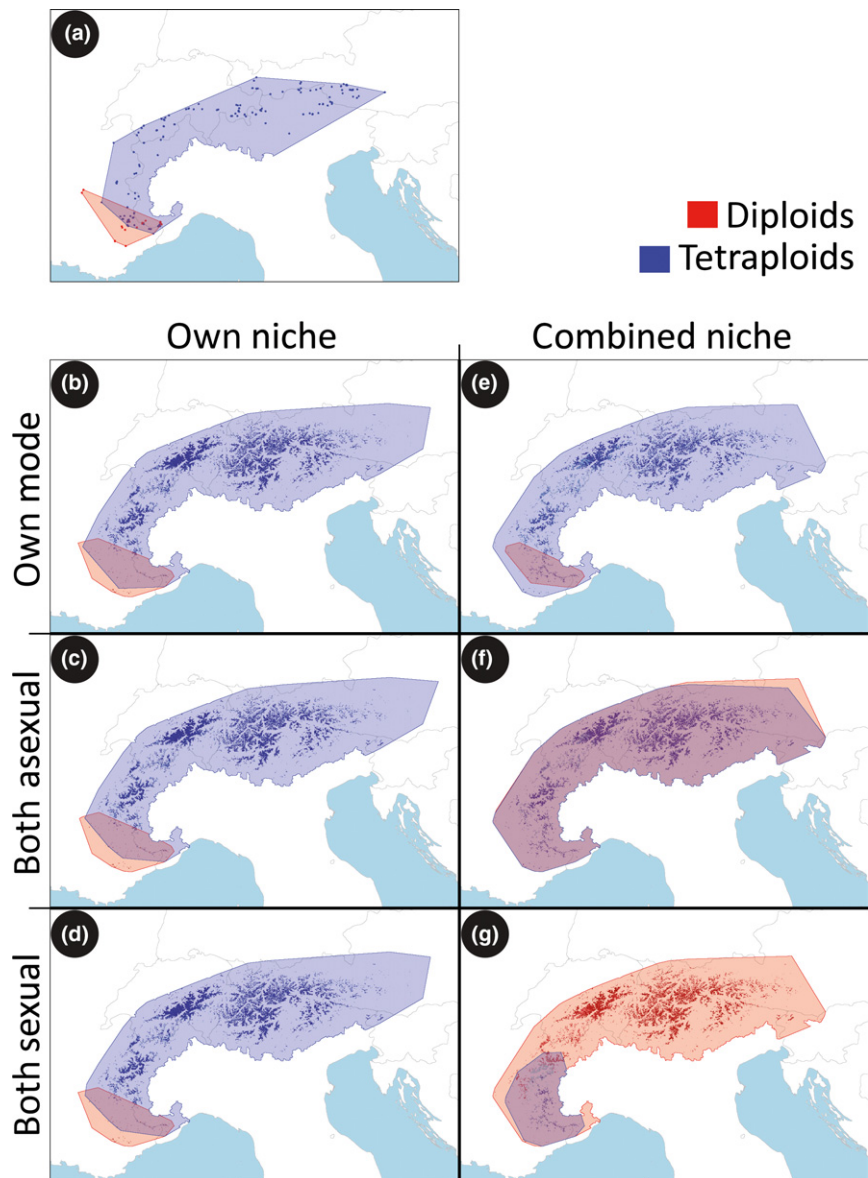 (a)
Diploids
Tetraploids
Own niche
Combined niche
Own mode
(b)
(e)
Both asexual
(c)
(f)
Both sexual
(d)
(g)